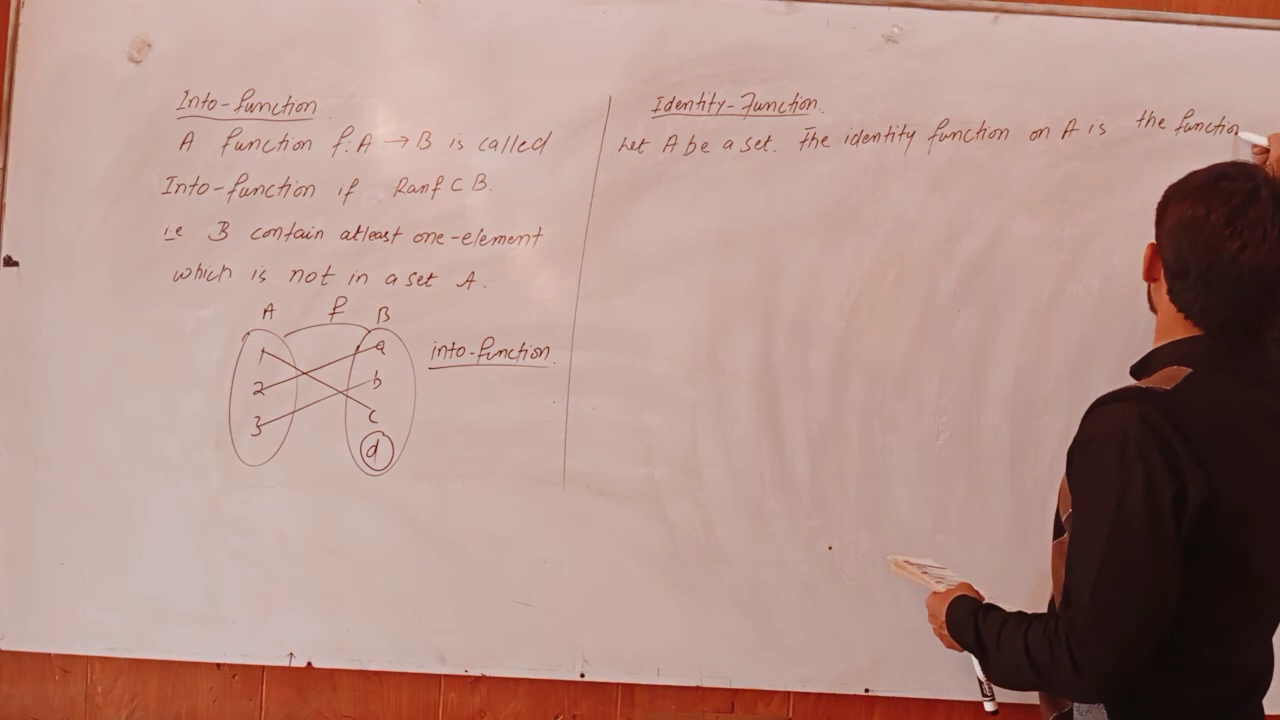 Into-function
A function f: A → B is called
Into-function if Ranf ⊂ B.
i.e B contain atleast one-element
which is not in a set A.
A f B
1 a
2 b
3 c
d
into-function.
Identity-Function.
Let A be a set. The identity function on A is the function